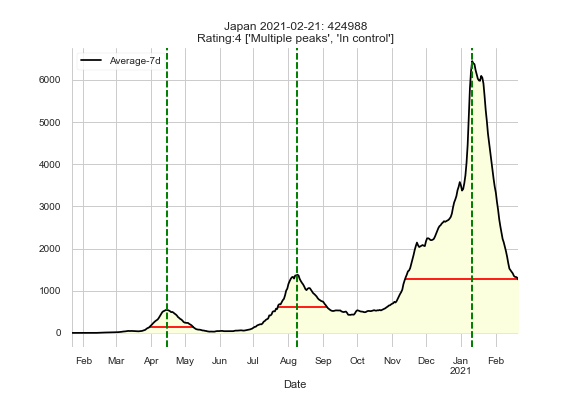 Japan 2021-02-21: 424988
Rating:4 ['Multiple peaks', 'In control']
Average-7d
6000
5000
4000
3000
2000
1000
0
Feb Mar Apr May Jun Jul Aug Sep Oct Nov Dec Jan Feb
2021
Date